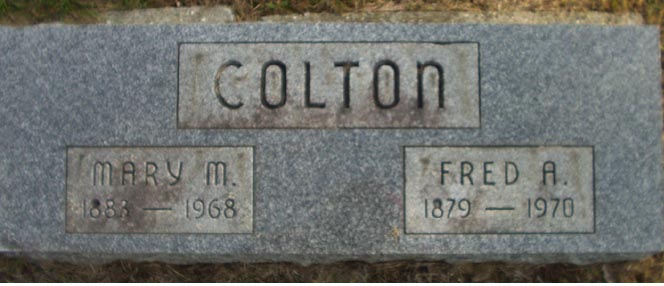 COLTON
MARY M.
1883 — 1968
FRED A.
1879 — 1970